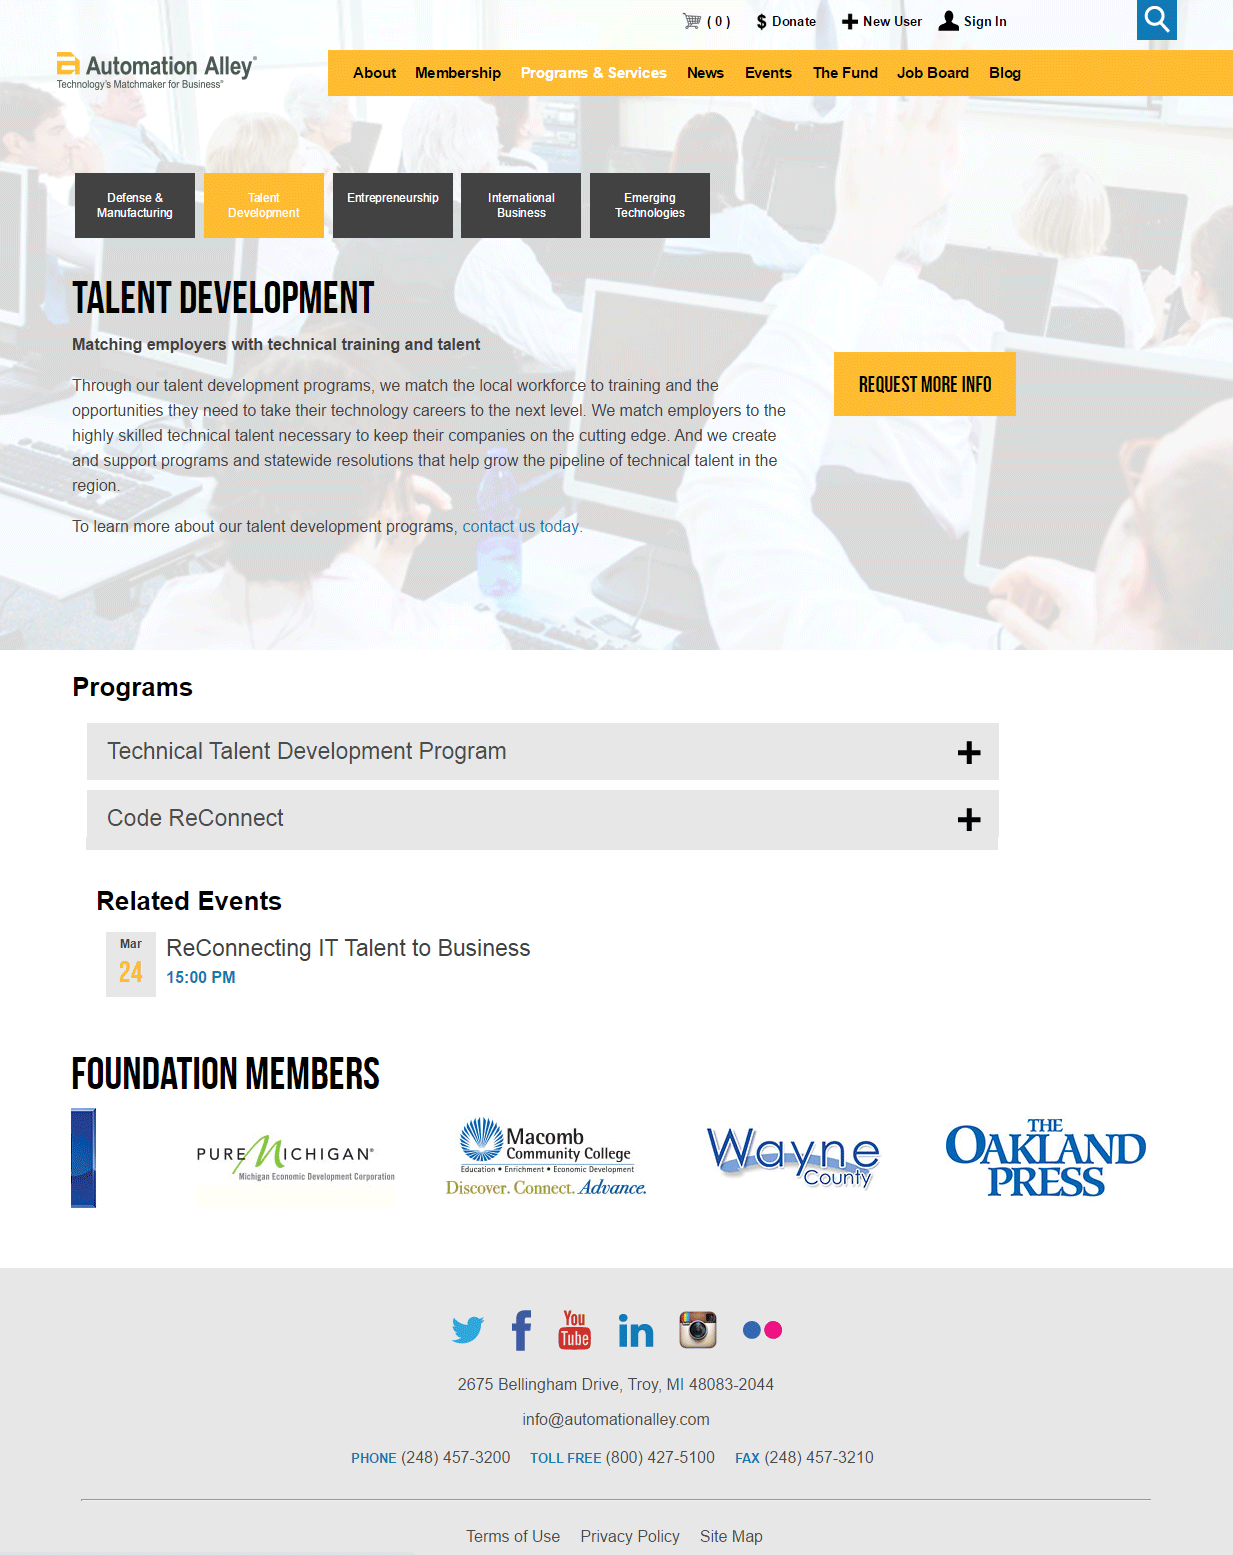 ( 0 ) $ Donate New User Sign In
Automation Alley®
Technology's Matchmaker for Business®
About Membership Programs & Services News Events The Fund Job Board Blog
Defense &
Manufacturing
Talent
Development
Entrepreneurship
International
Business
Emerging
Technologies
TALENT DEVELOPMENT
Matching employers with technical training and talent
Through our talent development programs, we match the local workforce to training and the
opportunities they need to take their technology careers to the next level. We match employers to the
highly skilled technical talent necessary to keep their companies on the cutting edge. And we create
and support programs and statewide resolutions that help grow the pipeline of technical talent in the
region.
To learn more about our talent development programs, contact us today.
REQUEST MORE INFO
Programs
Technical Talent Development Program
Code ReConnect
Related Events
Mar
24
ReConnecting IT Talent to Business
15:00 PM
FOUNDATION MEMBERS
PURE MICHIGAN®
Michigan Economic Development Corporation
Macomb
Community College
Education • Enrichment • Economic Development
Discover. Connect. Advance.
Wayne
County
THE
OAKLAND
PRESS
You
Tube
in
2675 Bellingham Drive, Troy, MI 48083-2044
info@automationalley.com
PHONE (248) 457-3200 TOLL FREE (800) 427-5100 FAX (248) 457-3210
Terms of Use Privacy Policy Site Map